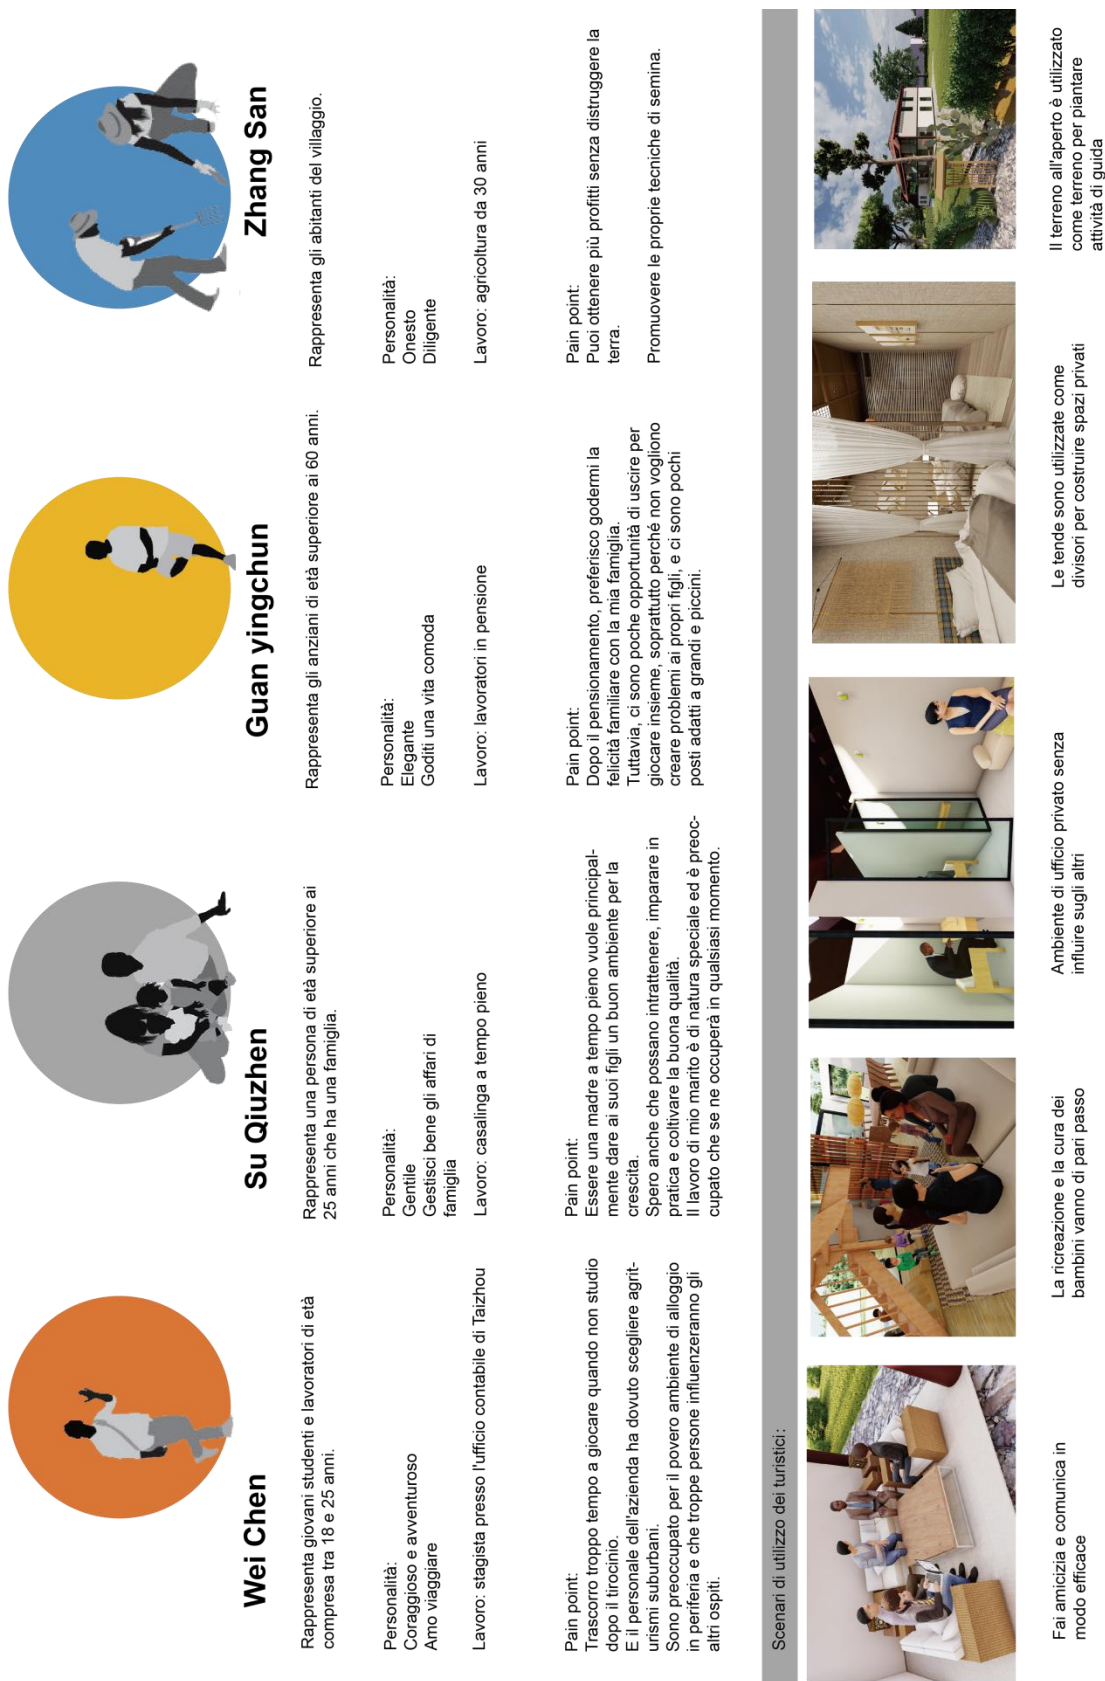 Wei Chen
Rappresenta giovani studenti e lavoratori di età
compresa tra 18 e 25 anni.
Personalità:
Coraggioso e avventuroso
Amo viaggiare
Lavoro: stagista presso l'ufficio contabile di Taizhou
Pain point:
Trascorro troppo tempo a giocare quando non studio
dopo il tirocinio.
E il personale dell'azienda ha dovuto scegliere agrit-
urismi suburbani.
Sono preoccupato per il povero ambiente di alloggio
in periferia e che troppe persone influenzeranno gli
altri ospiti.
Su Qiuzhen
Rappresenta una persona di età superiore ai
25 anni che ha una famiglia.
Personalità:
Gentile
Gestisci bene gli affari di
famiglia
Lavoro: casalinga a tempo pieno
Pain point:
Essere una madre a tempo pieno vuole principal-
mente dare ai suoi figli un buon ambiente per la
crescita.
Spero anche che possano intrattenere, imparare in
pratica e coltivare la buona qualità.
Il lavoro di mio marito è di natura speciale ed è preoc-
cupato che se ne occuperà in qualsiasi momento.
Guan yingchun
Rappresenta gli anziani di età superiore ai 60 anni.
Personalità:
Elegante
Goditi una vita comoda
Lavoro: lavoratori in pensione
Pain point:
Dopo il pensionamento, preferisco godermi la
felicità familiare con la mia famiglia.
Tuttavia, ci sono poche opportunità di uscire per
giocare insieme, soprattutto perché non vogliono
creare problemi ai propri figli, e ci sono pochi
posti adatti a grandi e piccini.
Zhang San
Rappresenta gli abitanti del villaggio.
Personalità:
Onesto
Diligente
Lavoro: agricoltura da 30 anni
Pain point:
Puoi ottenere più profitti senza distruggere la
terra.
Promuovere le proprie tecniche di semina.
Scenari di utilizzo dei turistici:
Fai amicizia e comunica in
modo efficace
La ricreazione e la cura dei
bambini vanno di pari passo
Ambiente di ufficio privato senza
influire sugli altri
Le tende sono utilizzate come
divisori per costruire spazi privati
Il terreno all'aperto è utilizzato
come terreno per piantare
attività di guida